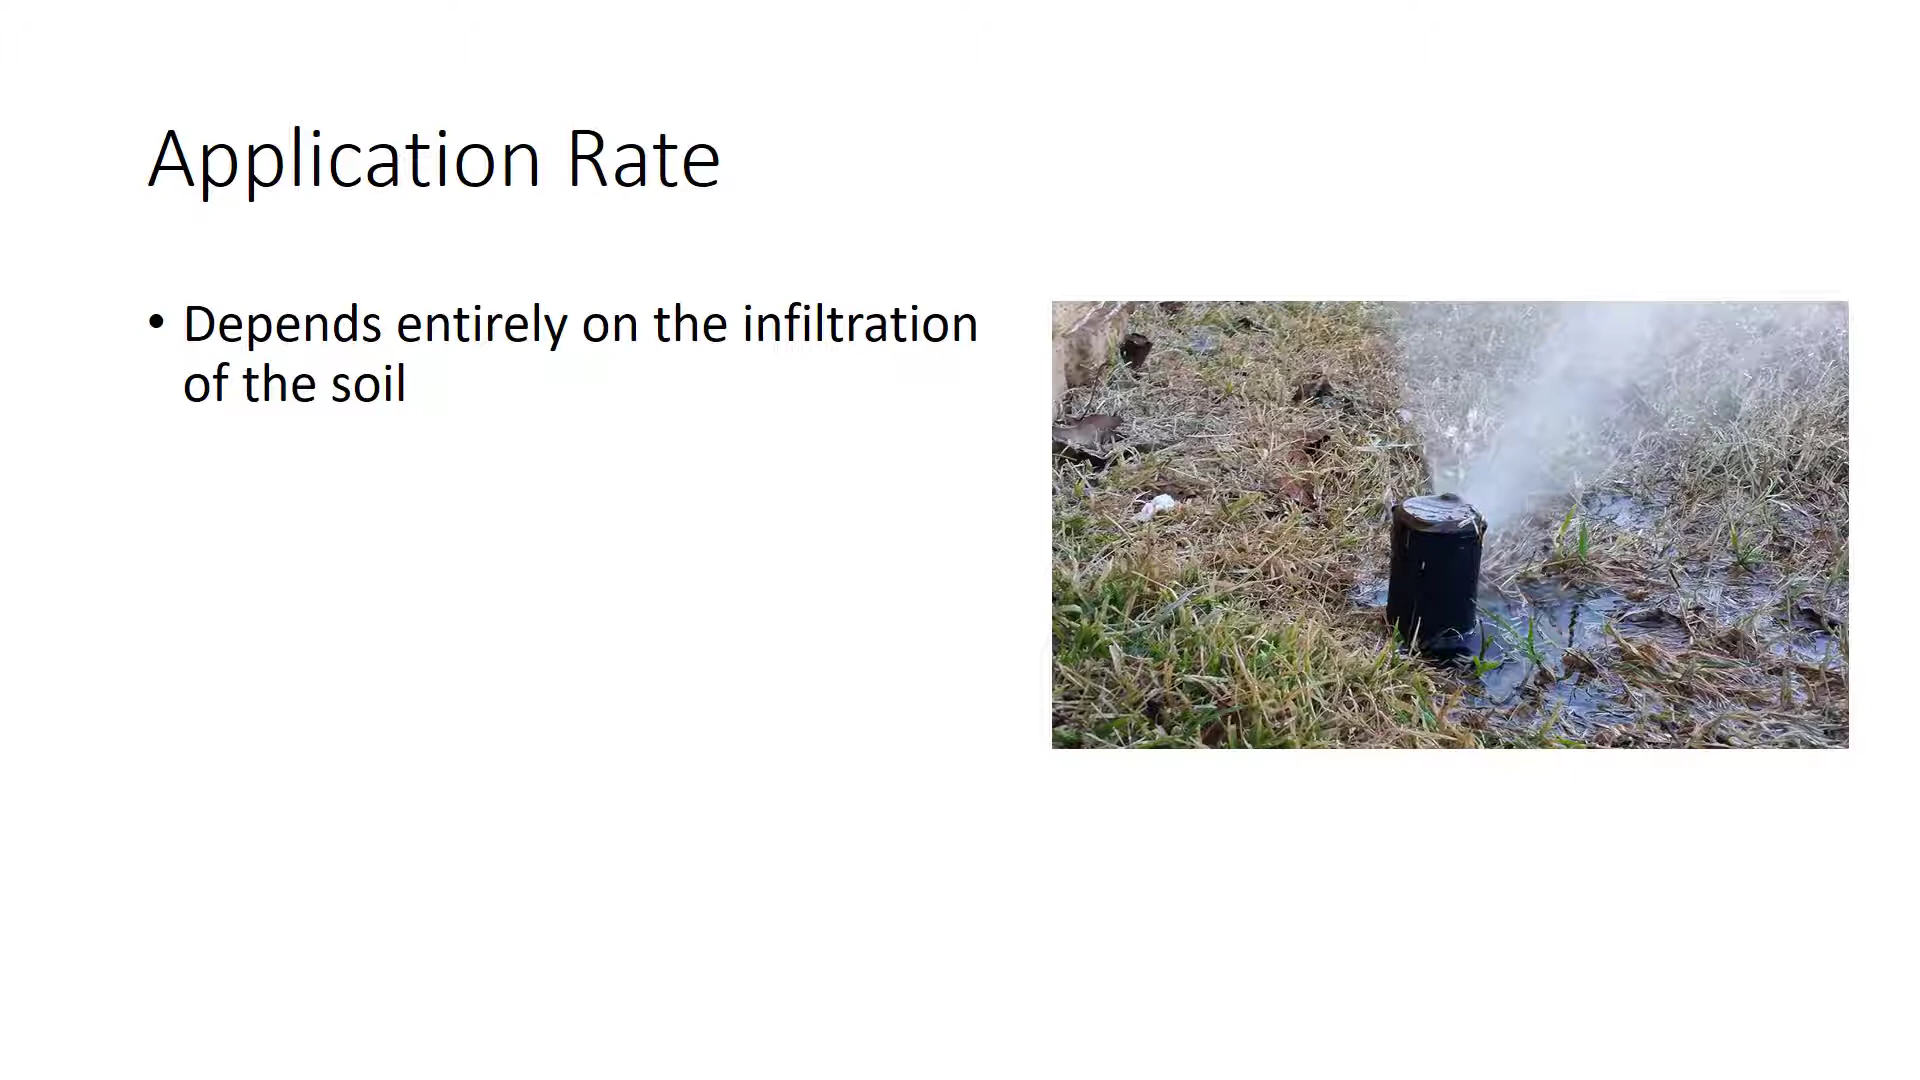 Application Rate
• Depends entirely on the infiltration
of the soil